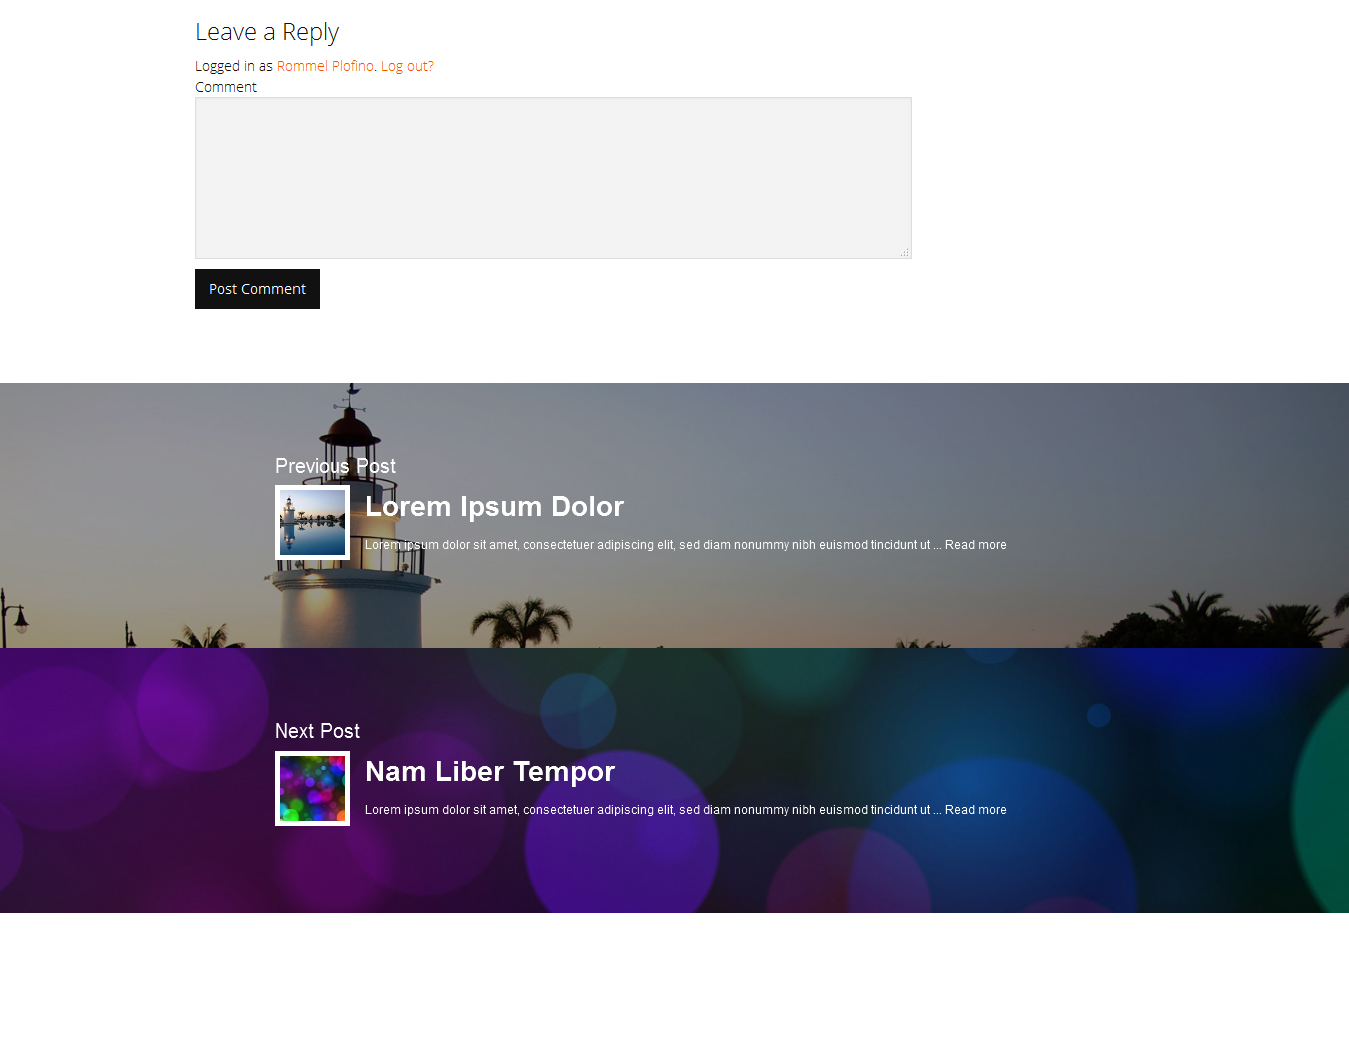 Leave a Reply
Logged in as Rommel Plofino. Log out?
Comment
Post Comment
Previous Post
Lorem Ipsum Dolor
Lorem ipsum dolor sit amet, consectetuer adipiscing elit, sed diam nonummy nibh euismod tincidunt ut ... Read more
Next Post
Nam Liber Tempor
Lorem ipsum dolor sit amet, consectetuer adipiscing elit, sed diam nonummy nibh euismod tincidunt ut ... Read more